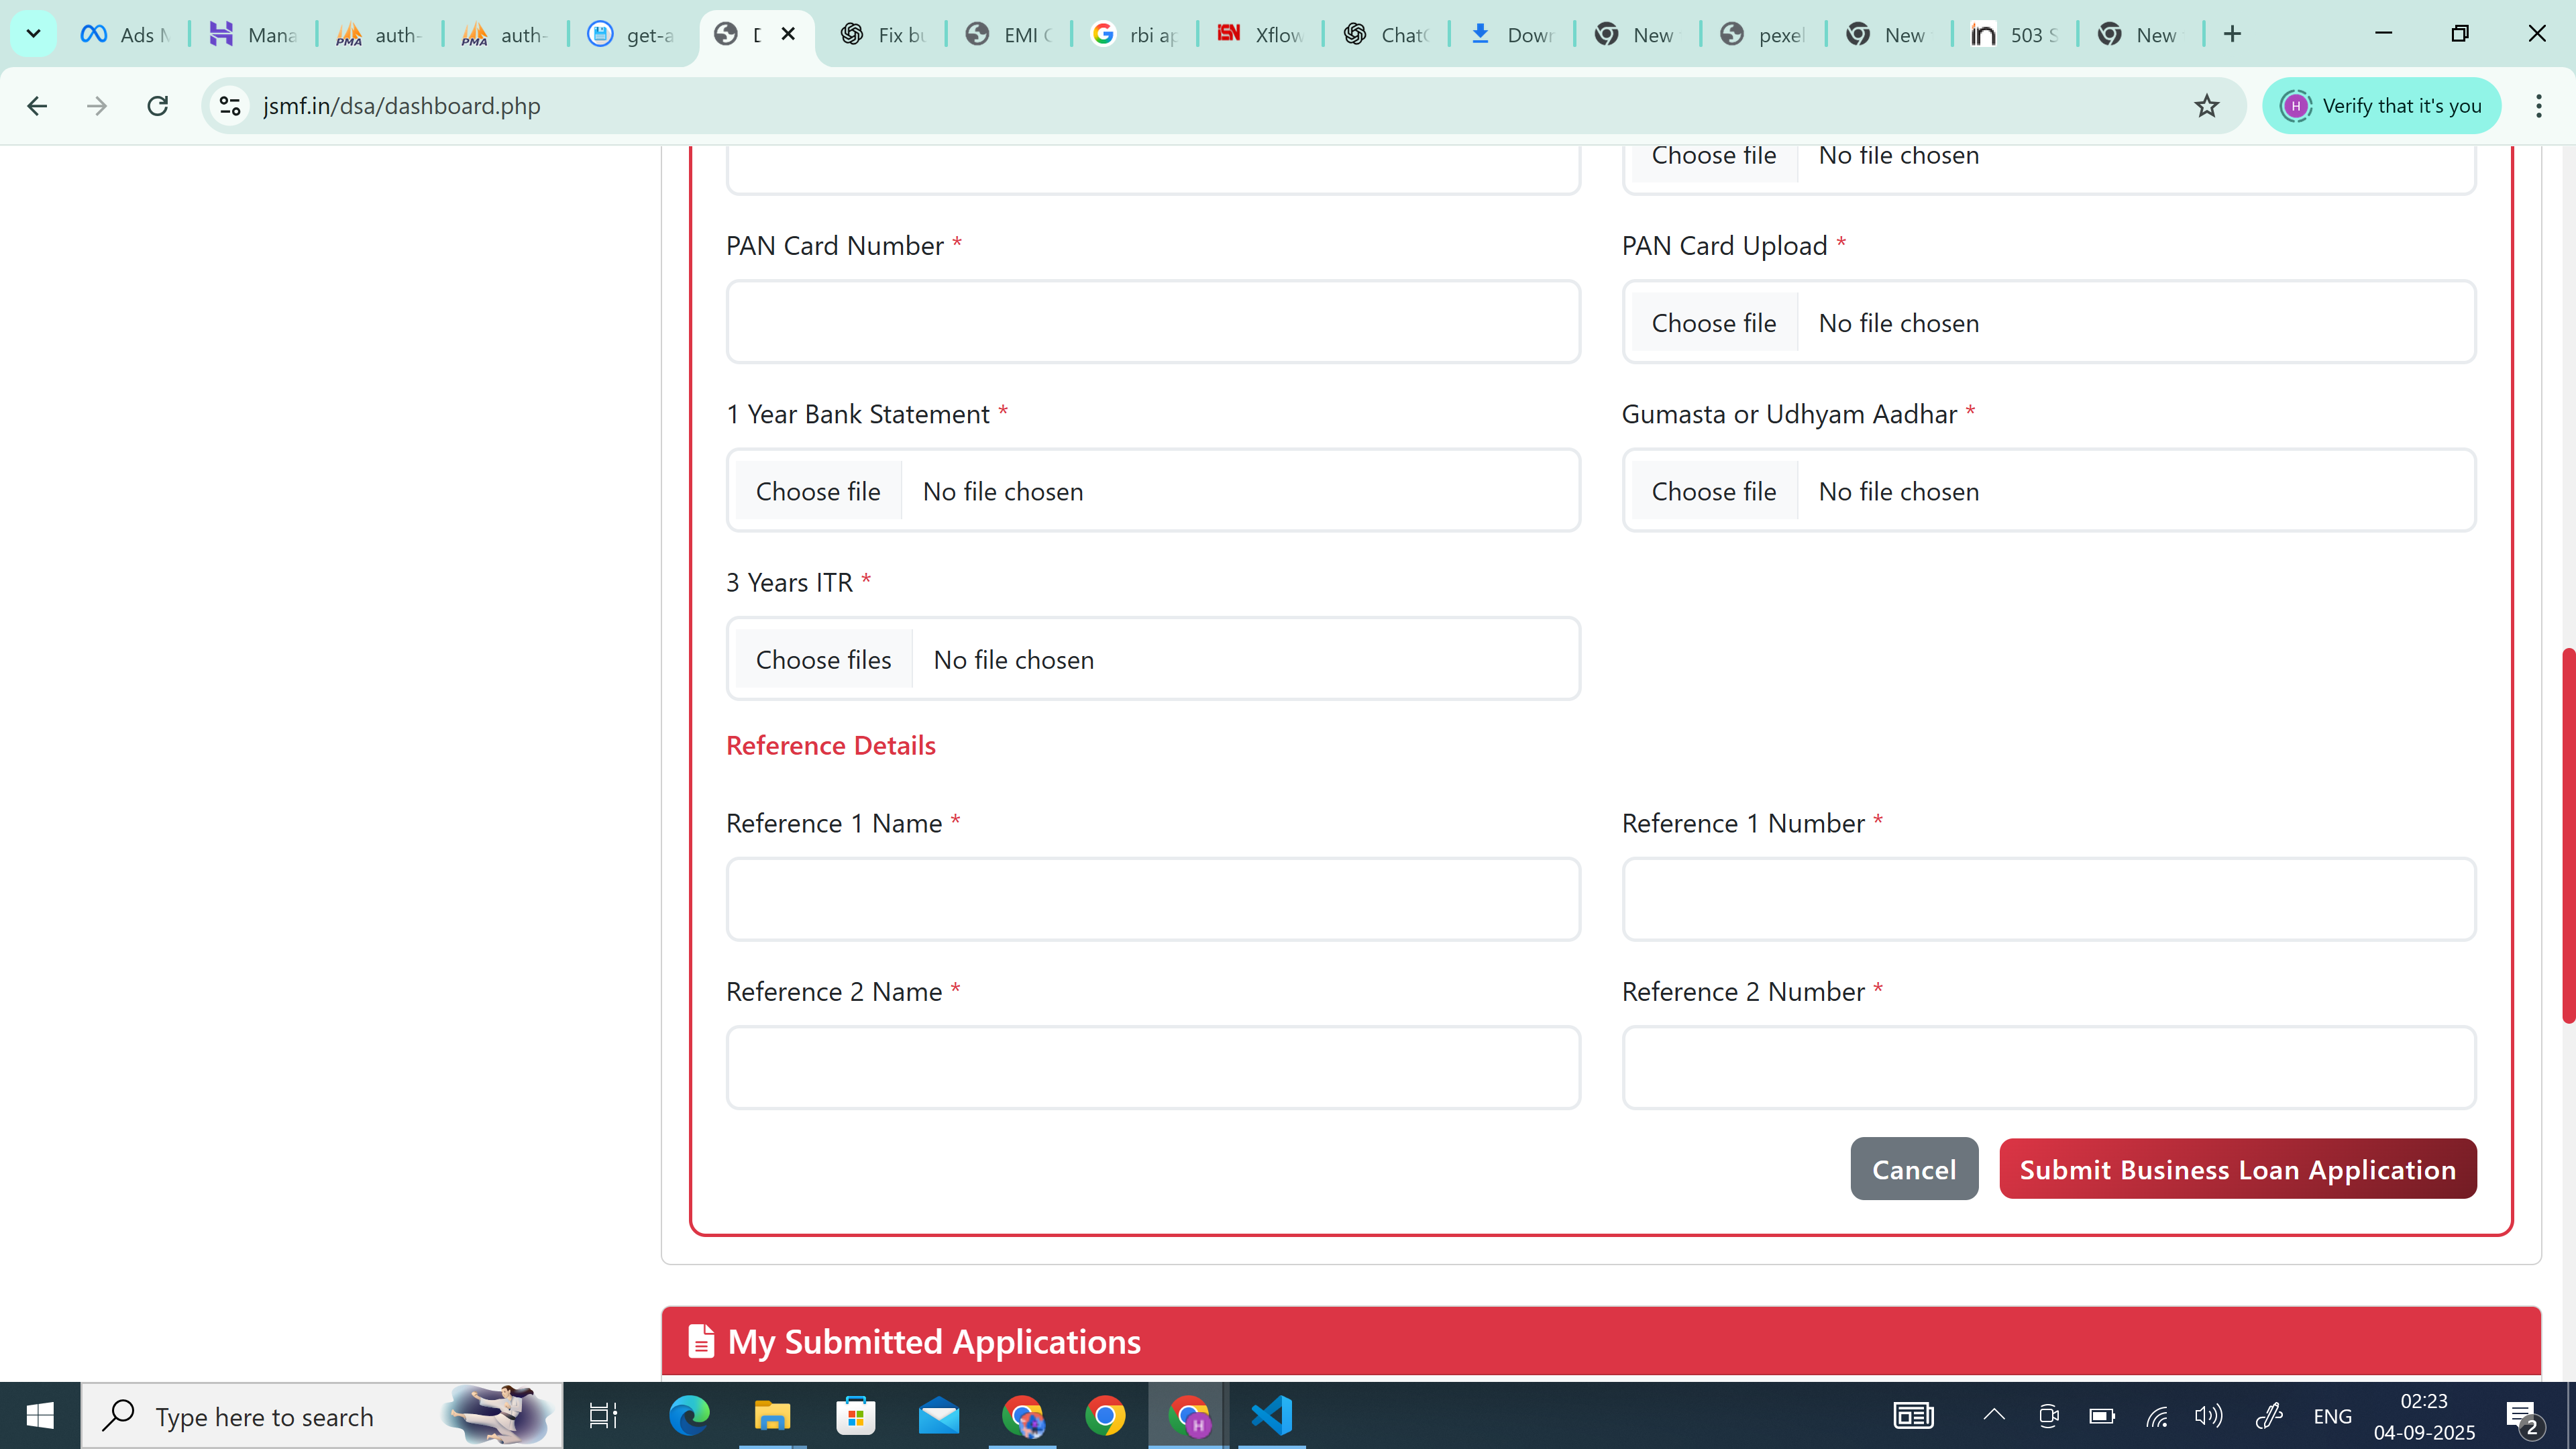 Ads M
Mana
auth-
auth-
get-a
Fix bu
EMI C
rbi ap
Xflow
ChatG
Down
New
pexel
New
503 S
New
jsmf.in/dsa/dashboard.php
H Verify that it's you
Choose file No file chosen
PAN Card Number * PAN Card Upload *
Choose file No file chosen
1 Year Bank Statement * Gumasta or Udhyam Aadhar *
Choose file No file chosen Choose file No file chosen
3 Years ITR *
Choose files No file chosen
Reference Details
Reference 1 Name * Reference 1 Number *
Reference 2 Name * Reference 2 Number *
Cancel Submit Business Loan Application
My Submitted Applications
Type here to search
ENG
02:23
04-09-2025
2